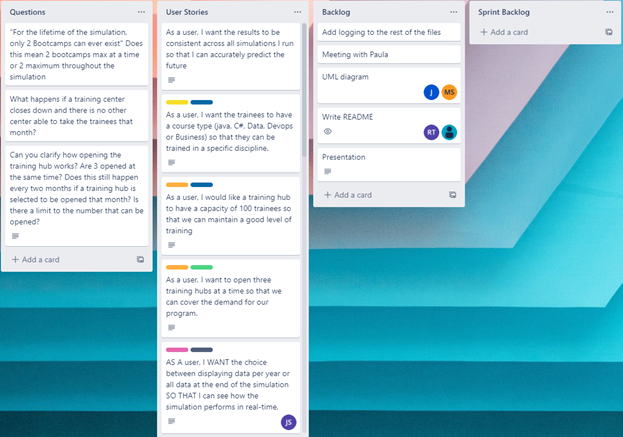 Questions
"For the lifetime of the simulation,
only 2 Bootcamps can ever exist" Does
this mean 2 bootcamps max at a time
or 2 maximum throughout the
simulation
What happens if a training center
closes down and there is no other
center able to take the trainees that
month?
Can you clarify how opening the
training hub works? Are 3 opened at
the same time? Does this still happen
every two months if a training hub is
selected to be opened that month? Is
there a limit to the number that can be
opened?
+ Add a card
User Stories
As a user, I want the results to be
consistent across all simulations I run
so that I can accurately predict the
future
As a user, I want the trainees to have
a course type (java, C#, Data, Devops
or Business) so that they can be
trained in a specific discipline.
As a user, I would like a training hub
to have a capacity of 100 trainees so
that we can maintain a good level of
training
As a user, I want to open three
training hubs at a time so that we
can cover the demand for our
program.
AS A user, I WANT the choice
between displaying data per year or
all data at the end of the simulation
SO THAT I can see how the
simulation performs in real-time.
JS
Backlog
Add logging to the rest of the files
Meeting with Paula
UML diagram
J MS
Write README
RT
Presentation
+ Add a card
Sprint Backlog
+ Add a card